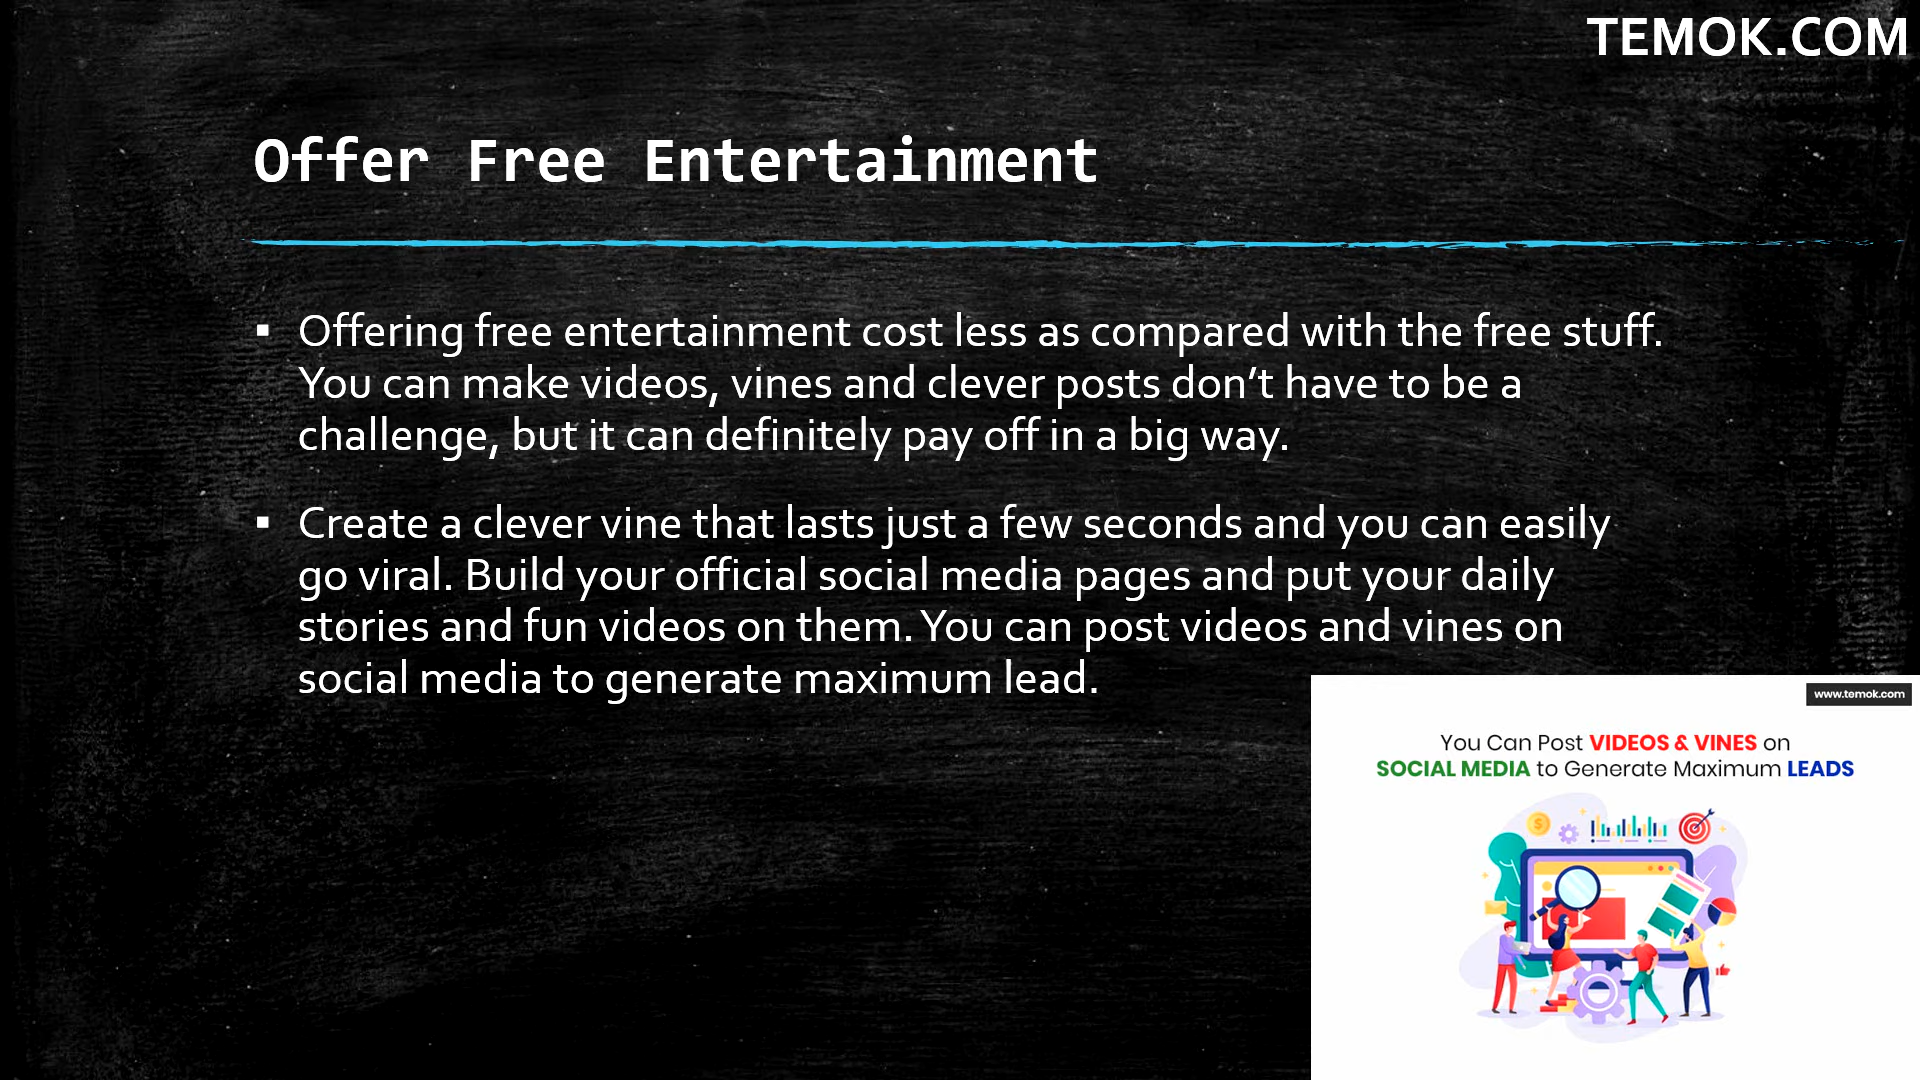 TEMOK.COM
Offer Free Entertainment
▪ Offering free entertainment cost less as compared with the free stuff.
You can make videos, vines and clever posts don’t have to be a
challenge, but it can definitely pay off in a big way.
▪ Create a clever vine that lasts just a few seconds and you can easily
go viral. Build your official social media pages and put your daily
stories and fun videos on them. You can post videos and vines on
social media to generate maximum lead.
www.temok.com
You Can Post VIDEOS & VINES on
SOCIAL MEDIA to Generate Maximum LEADS